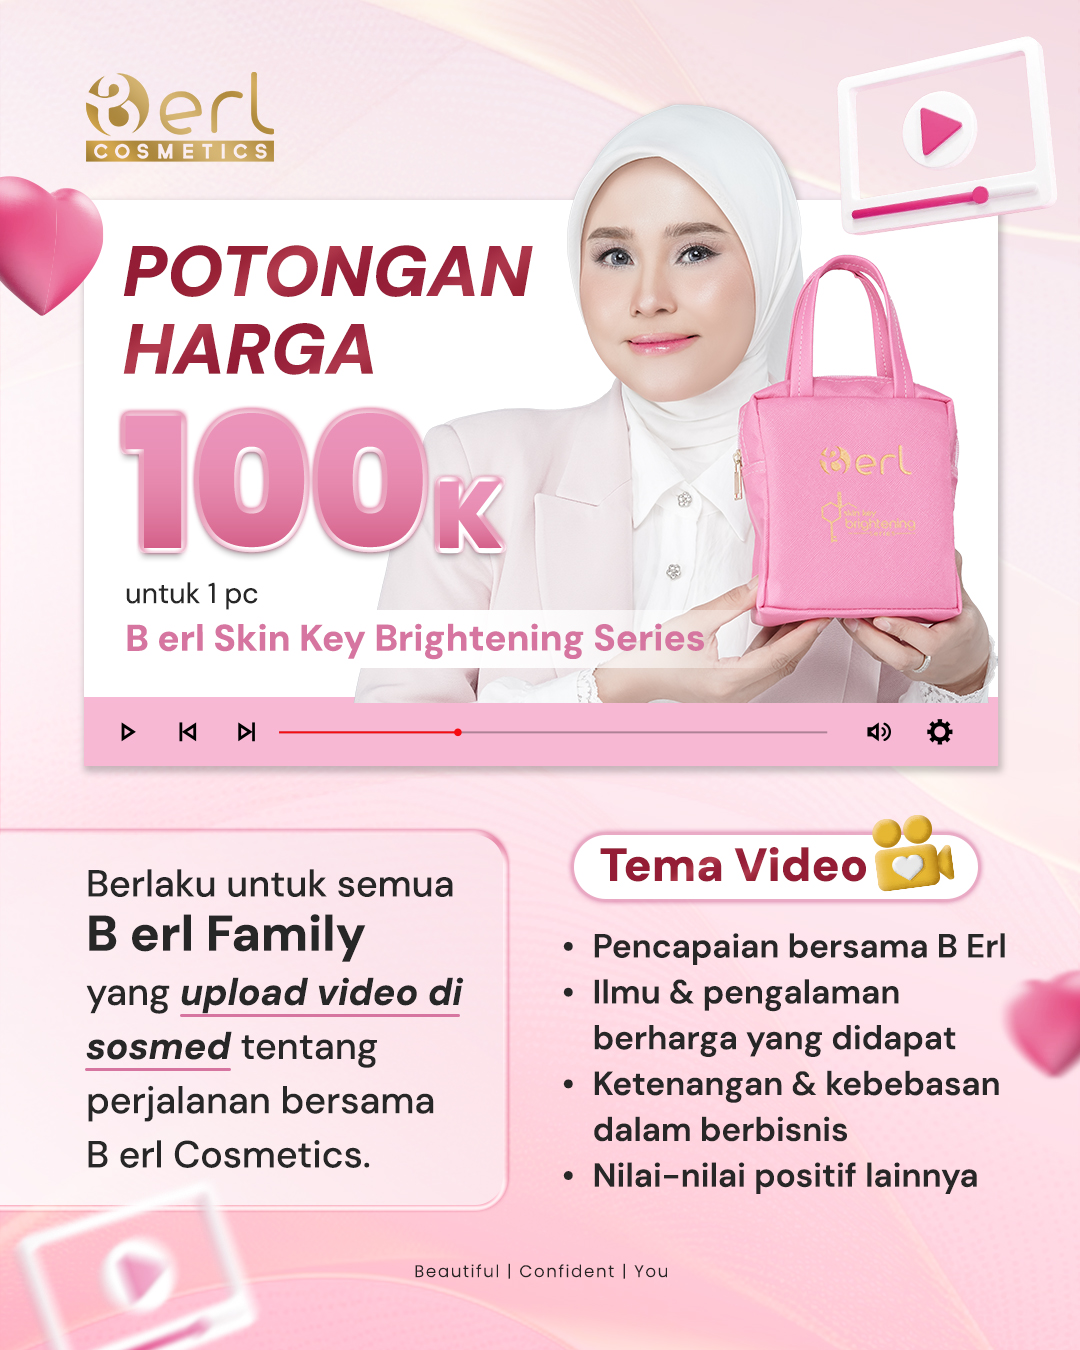 Berl
COSMETICS
POTONGAN
HARGA
100K
untuk 1 pc
B erl Skin Key Brightening Series
Berl
skin key
brightening
Berlaku untuk semua
B erl Family
yang upload video di
sosmed tentang
perjalanan bersama
B erl Cosmetics.
Tema Video
• Pencapaian bersama B Erl
• Ilmu & pengalaman
berharga yang didapat
• Ketenangan & kebebasan
dalam berbisnis
• Nilai-nilai positif lainnya
Beautiful | Confident | You